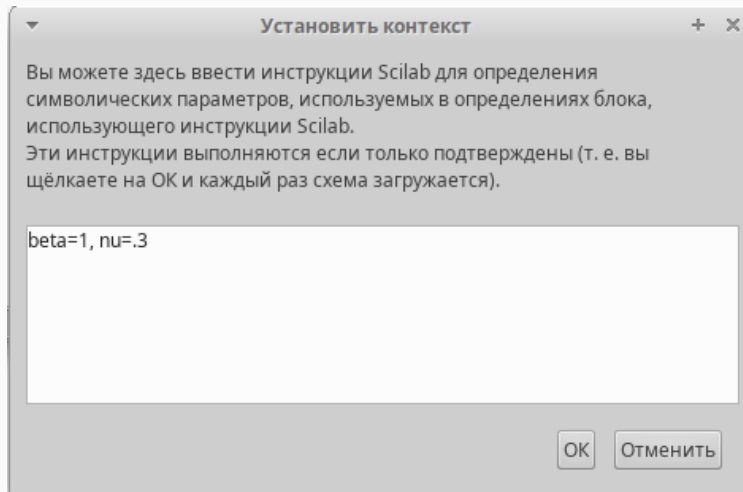 Установить контекст
Вы можете здесь ввести инструкции Scilab для определения
символических параметров, используемых в определениях блока,
использующего инструкции Scilab.
Эти инструкции выполняются если только подтверждены (т. е. вы
щёлкаете на ОК и каждый раз схема загружается).
beta=1, nu=.3
ОК Отменить